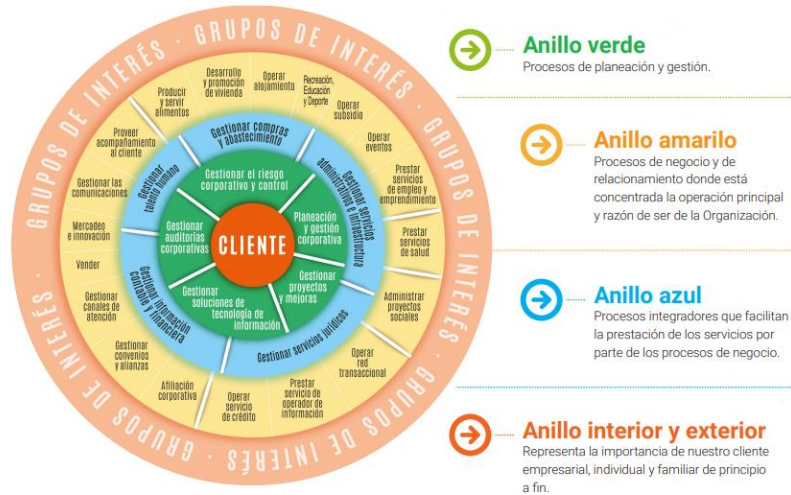 GRUPOS DE INTERÉS · GRUPOS DE INTERÉS · GRUPOS DE INTERÉS · GRUPOS DE INTERÉS · GRUPOS DE INTERÉS ·
Desarrollo
y promoción
de vivienda
Operar
alojamiento
Recreación,
Educación
y Deporte
Operar
subsidio
Operar
eventos
Prestar
servicios
de empleo y
emprendimiento
Prestar
servicios
de salud
Administrar
proyectos
sociales
Operar
red
transaccional
Prestar
servicio de
operador de
información
Operar
servicio
de crédito
Afiliación
corporativa
Gestionar
convenios
y alianzas
Gestionar
canales de
atención
Vender
Mercadeo
e innovación
Gestionar las
comunicaciones
Proveer
acompañamiento
al cliente
Producir
y servir
alimentos
Gestionar compras
y abastecimiento
Gestionar servicios
administrativos e infraestructura
Gestionar servicios jurídicos
Gestionar información
contable y financiera
Gestionar
talento humano
Gestionar el riesgo
corporativo y control
Planeación
y gestión
corporativa
Gestionar
proyectos
y mejoras
Gestionar
soluciones de
tecnología de
información
Gestionar
auditorías
corporativas
CLIENTE
Anillo verde
Procesos de planeación y gestión.
Anillo amarilo
Procesos de negocio y de
relacionamiento donde está
concentrada la operación principal
y razón de ser de la Organización.
Anillo azul
Procesos integradores que facilitan
la prestación de los servicios por
parte de los procesos de negocio.
Anillo interior y exterior
Representa la importancia de nuestro cliente
empresarial, individual y familiar de principio
a fin.